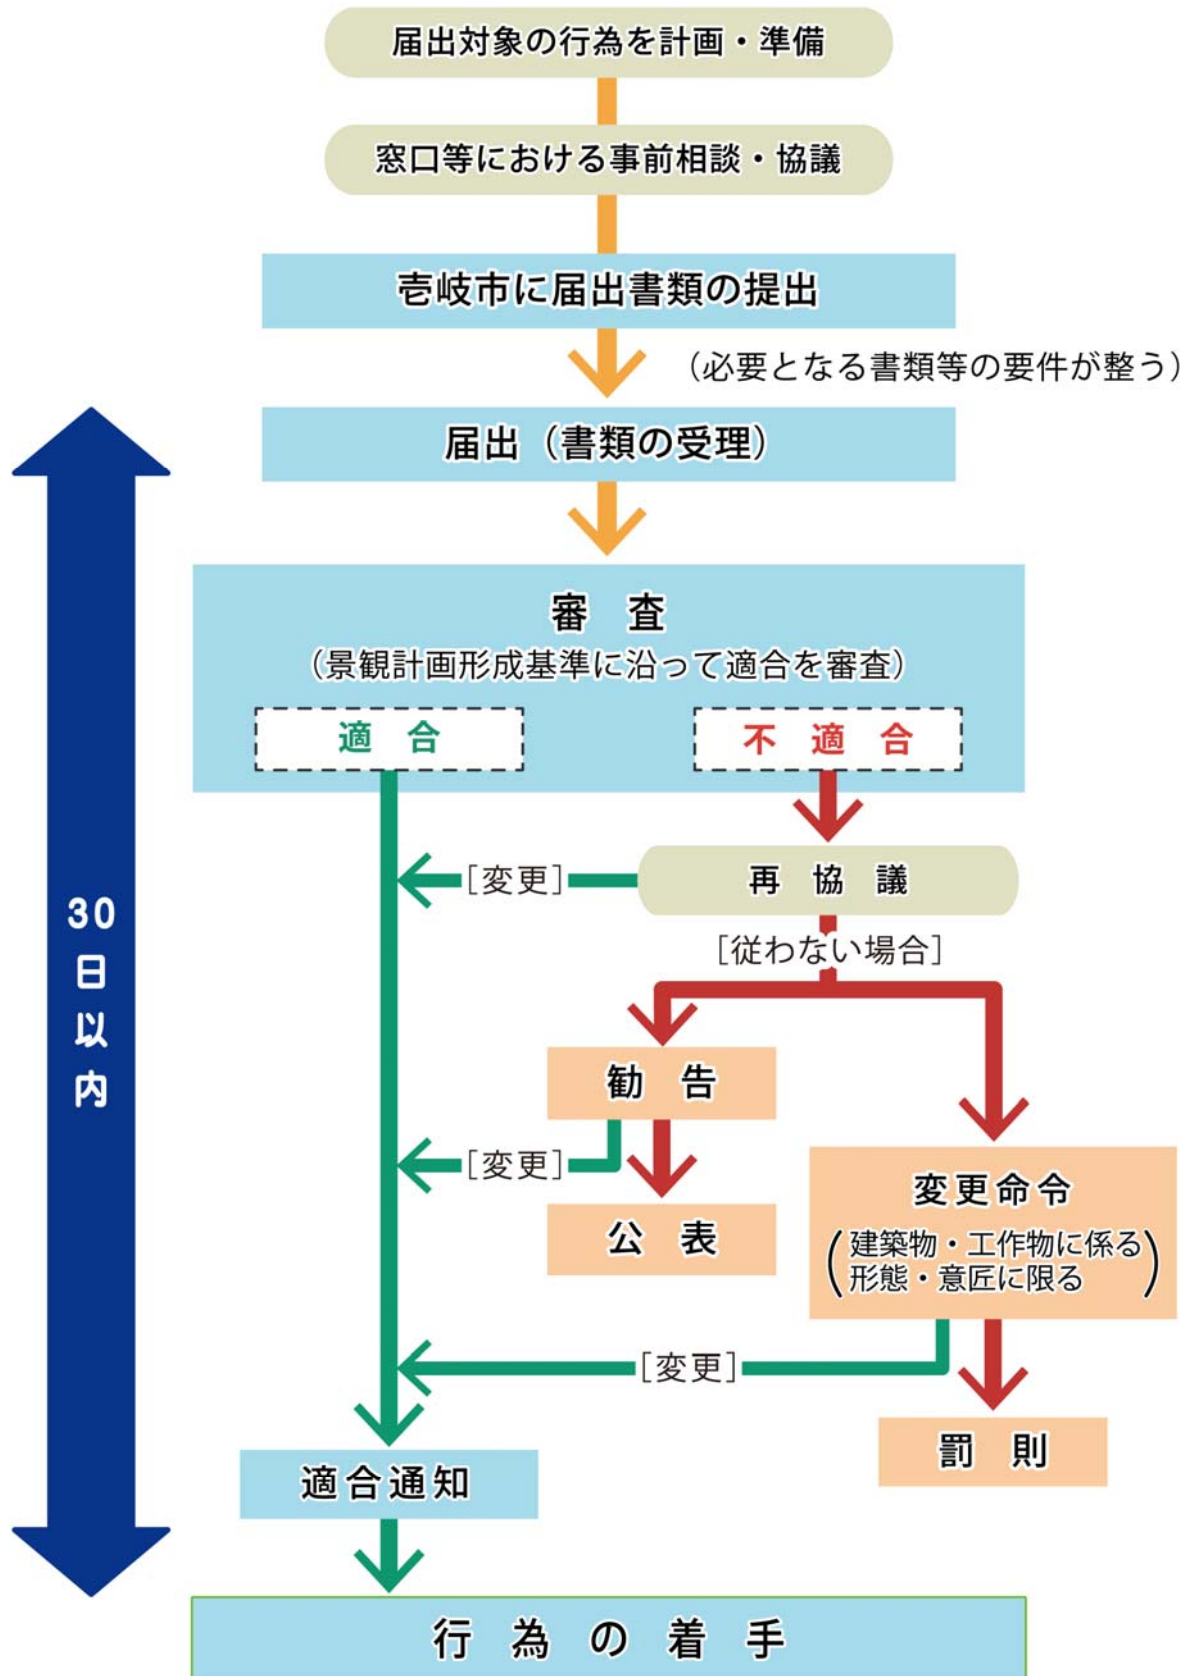 届出対象の行為を計画・準備
窓口等における事前相談・協議
壱岐市に届出書類の提出
（必要となる書類等の要件が整う）
届出（書類の受理）
審　査
（景観計画形成基準に沿って適合を審査）
適　合
不　適　合
［変更］
再　協　議
［従わない場合］
30日以内
勧　告
［変更］
公　表
変更命令
（建築物・工作物に係る
形態・意匠に限る）
［変更］
罰　則
適合通知
行　為　の　着　手